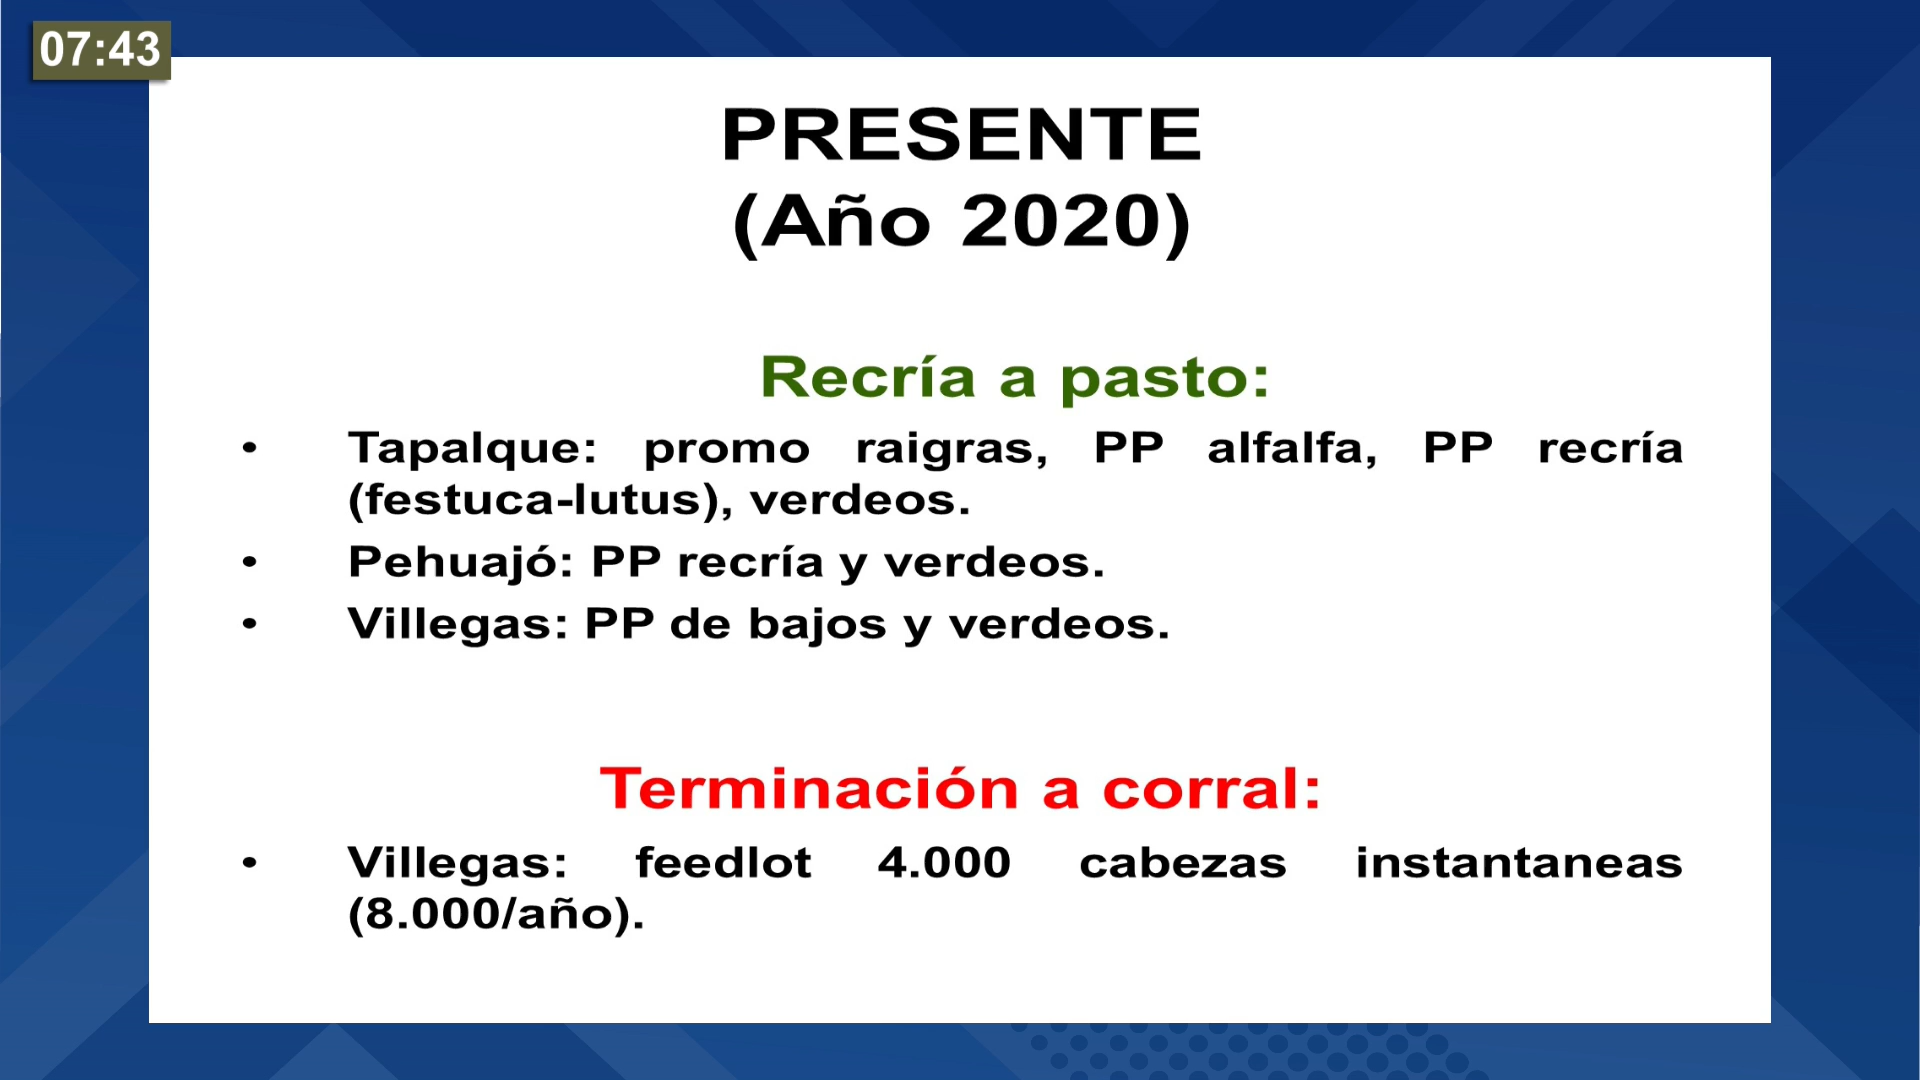 07:43
PRESENTE
(Año 2020)
Recría a pasto:
• Tapalque: promo raigras, PP alfalfa, PP recría
(festuca-lutus), verdeos.
• Pehuajó: PP recría y verdeos.
• Villegas: PP de bajos y verdeos.
Terminación a corral:
• Villegas: feedlot 4.000 cabezas instantaneas
(8.000/año).